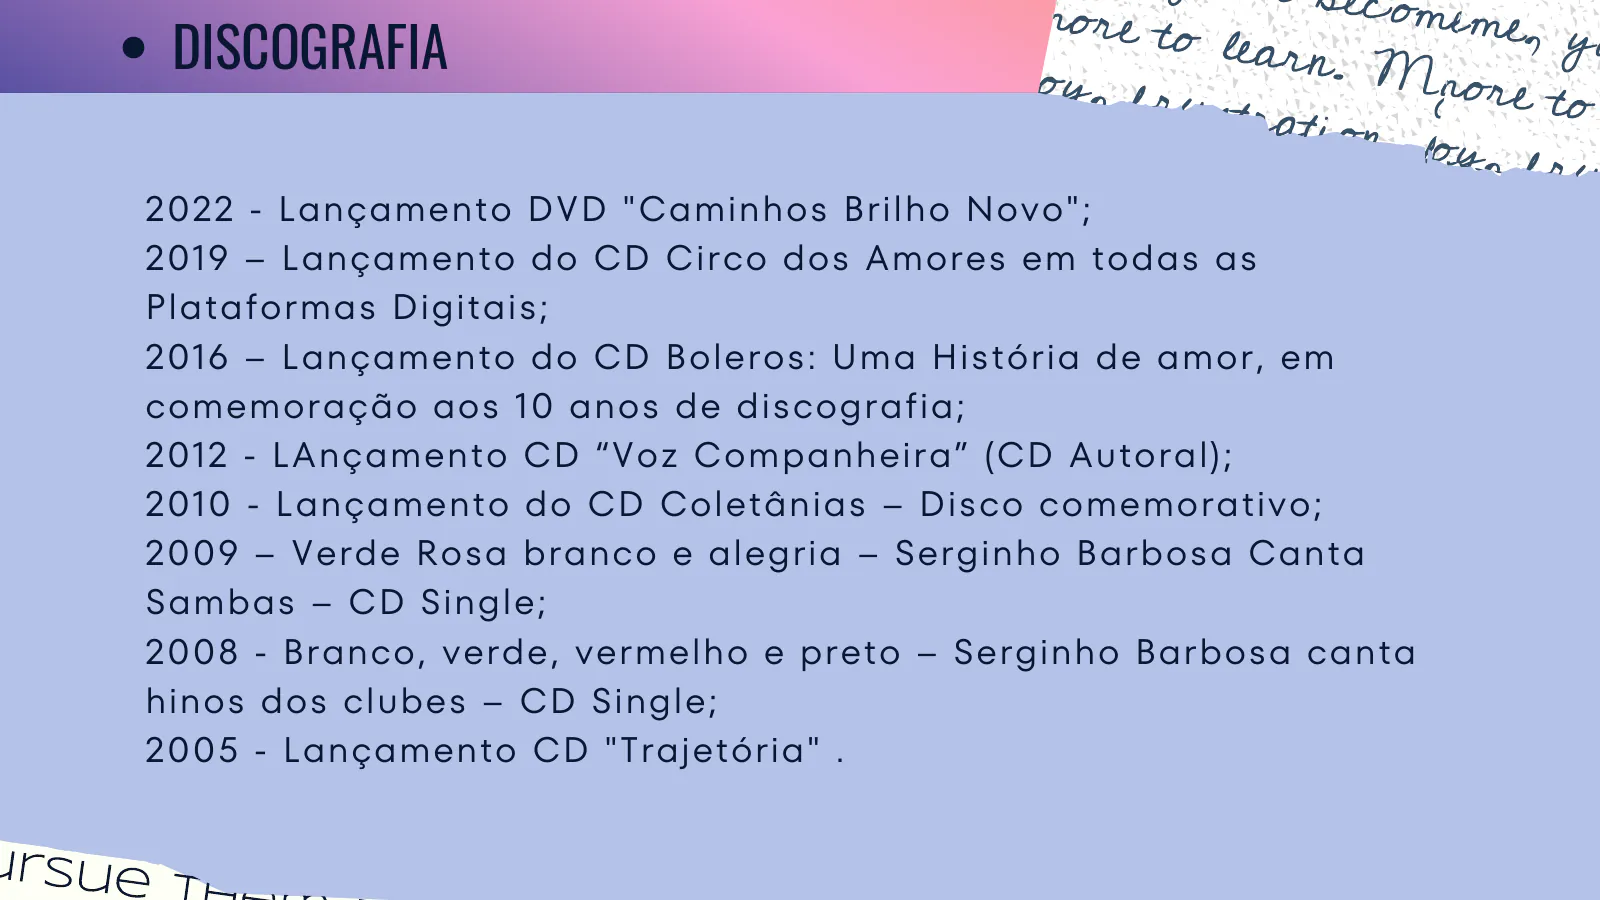 • DISCOGRAFIA
becomeme, y
more to learn. Mnore to
2022 - Lançamento DVD "Caminhos Brilho Novo";
2019 – Lançamento do CD Circo dos Amores em todas as
Plataformas Digitais;
2016 – Lançamento do CD Boleros: Uma História de amor, em
comemoração aos 10 anos de discografia;
2012 - LAnçamento CD “Voz Companheira” (CD Autoral);
2010 - Lançamento do CD Coletânias – Disco comemorativo;
2009 – Verde Rosa branco e alegria – Serginho Barbosa Canta
Sambas – CD Single;
2008 - Branco, verde, vermelho e preto – Serginho Barbosa canta
hinos dos clubes – CD Single;
2005 - Lançamento CD "Trajetória" .
ursue THEM